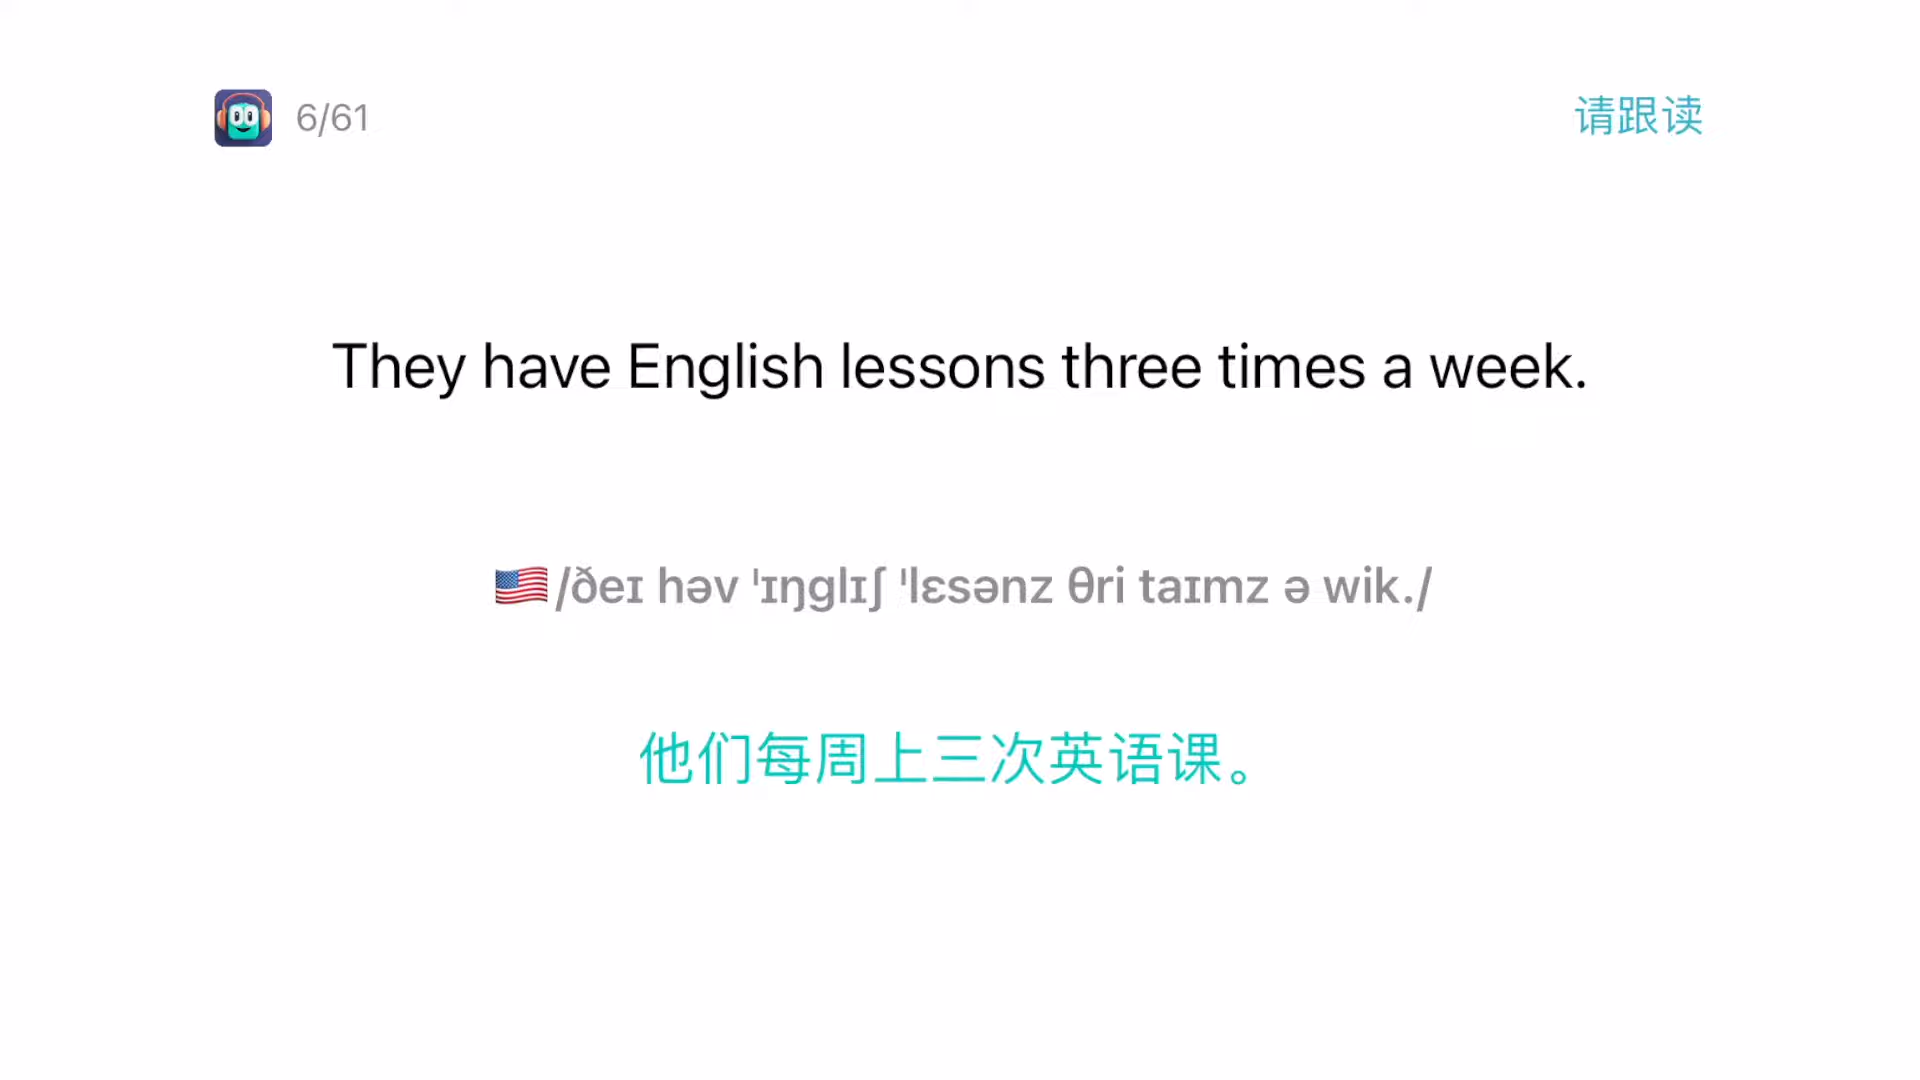 6/61
请跟读
They have English lessons three times a week.
/ðeɪ həv ˈɪŋglɪʃ ˈlɛsənz θri taɪmz ə wik./
他们每周上三次英语课。